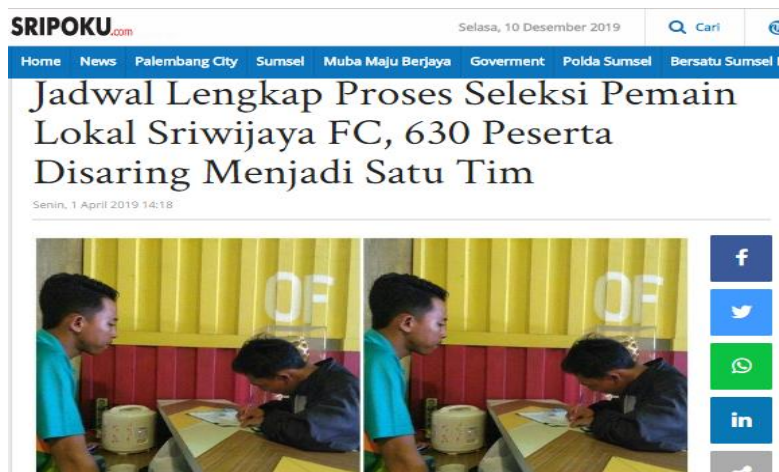 SRIPOKU.com
Selasa, 10 Desember 2019
Cari
Home News Palembang City Sumsel Muba Maju Berjaya Goverment Polda Sumsel Bersatu Sumsel
Jadwal Lengkap Proses Seleksi Pemain
Lokal Sriwijaya FC, 630 Peserta
Disaring Menjadi Satu Tim
Senin, 1 April 2019 14:18
OF OF
f
in